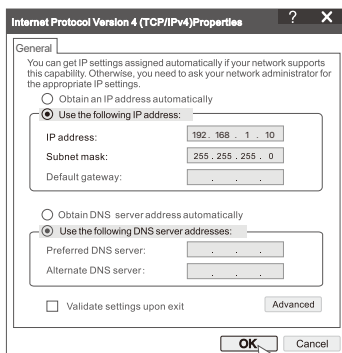 Internet Protocol Version 4 (TCP/IPv4)Properties ? X
General
You can get IP settings assigned automatically if your network supports
this capability. Otherwise, you need to ask your network administrator for
the appropriate IP settings.
Obtain an IP address automatically
Use the following IP address:
IP address: 192. 168 . 1 . 10
Subnet mask: 255 . 255 . 255 . 0
Default gateway: . . .
Obtain DNS server address automatically
Use the following DNS server addresses:
Preferred DNS server: . . .
Alternate DNS server: . . .
Validate settings upon exit Advanced
OK Cancel